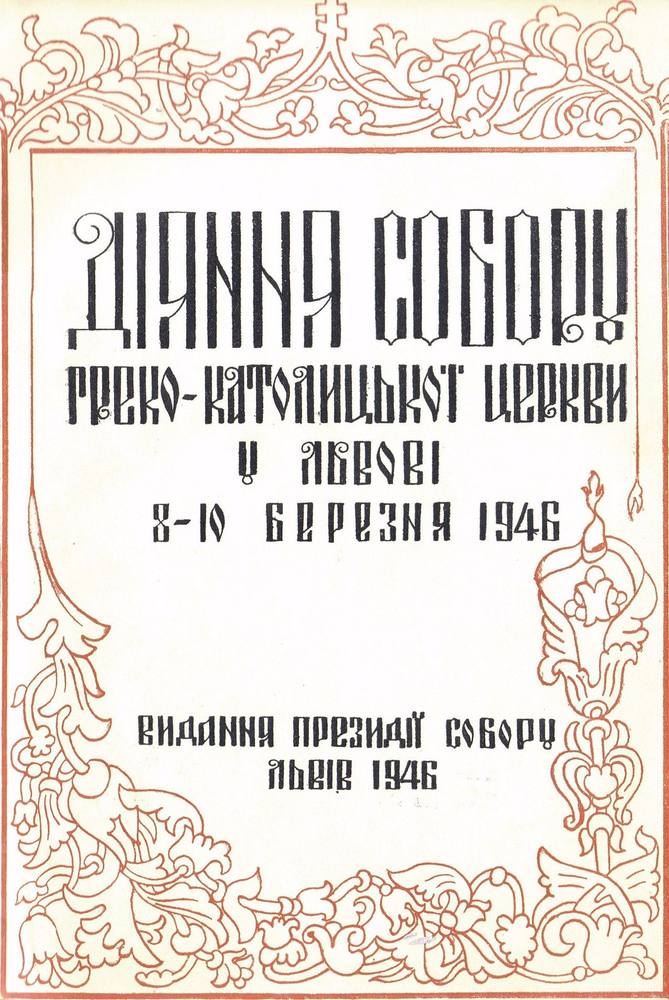 ДІЯННЯ СОБОРУ
ГРЕКО-КАТОЛИЦЬКОЇ ЦЕРКВИ
У ЛЬВОВІ
8-10 БЕРЕЗНЯ 1946
ВИДАННЯ ПРЕЗИДІЇ СОБОРУ
ЛЬВІВ 1946